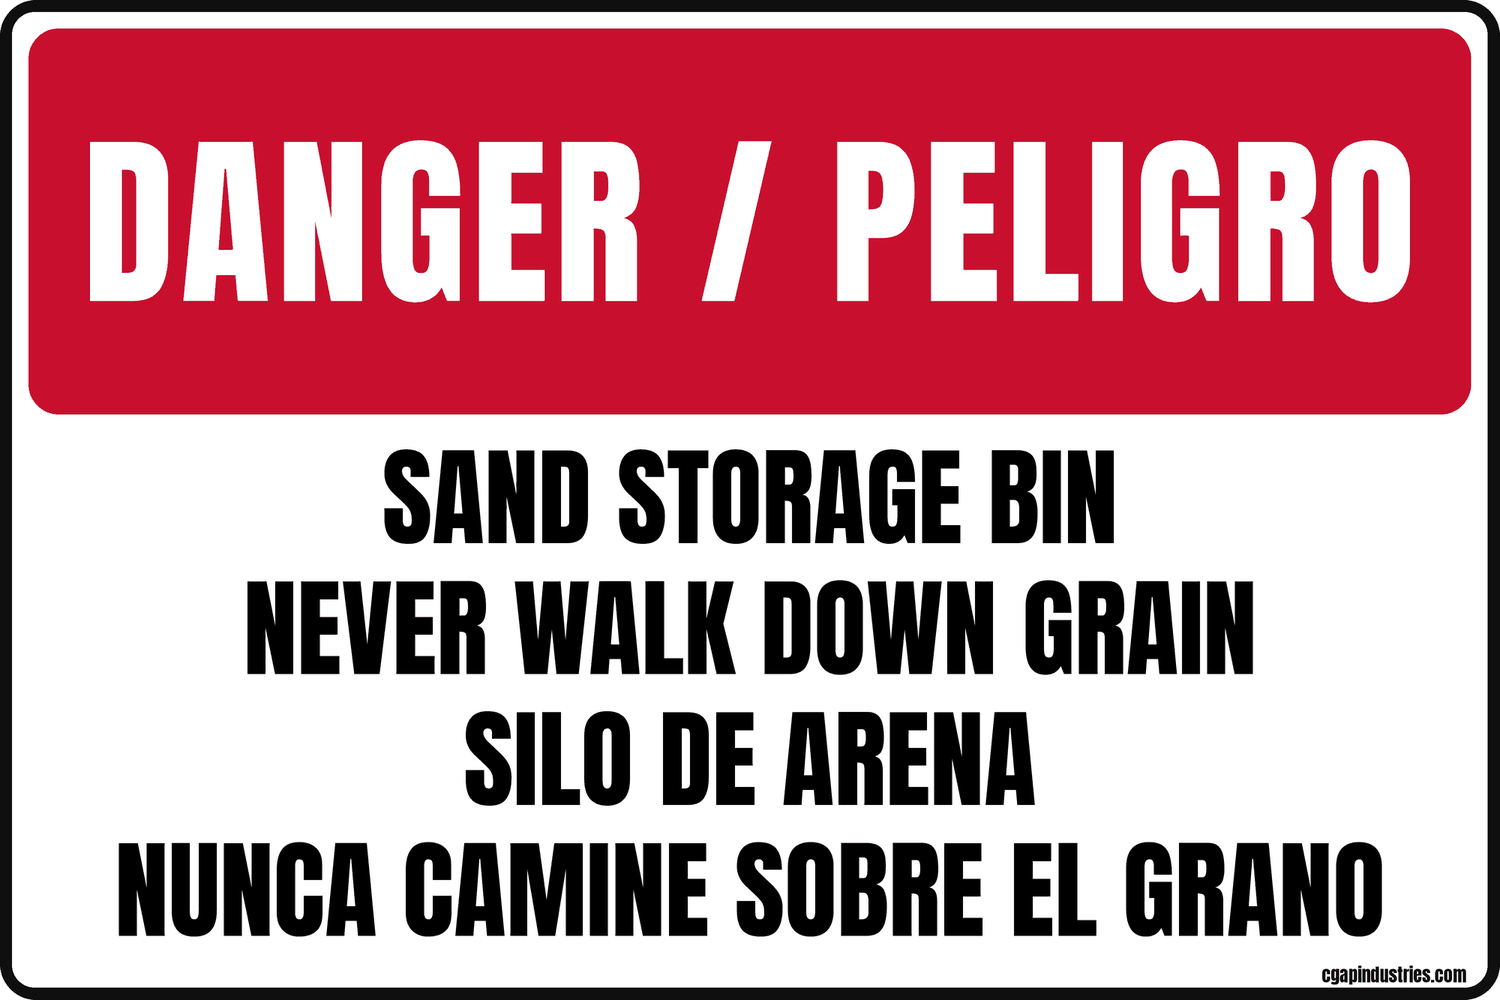 DANGER / PELIGRO
SAND STORAGE BIN
NEVER WALK DOWN GRAIN
SILO DE ARENA
NUNCA CAMINE SOBRE EL GRANO
cgapindustries.com